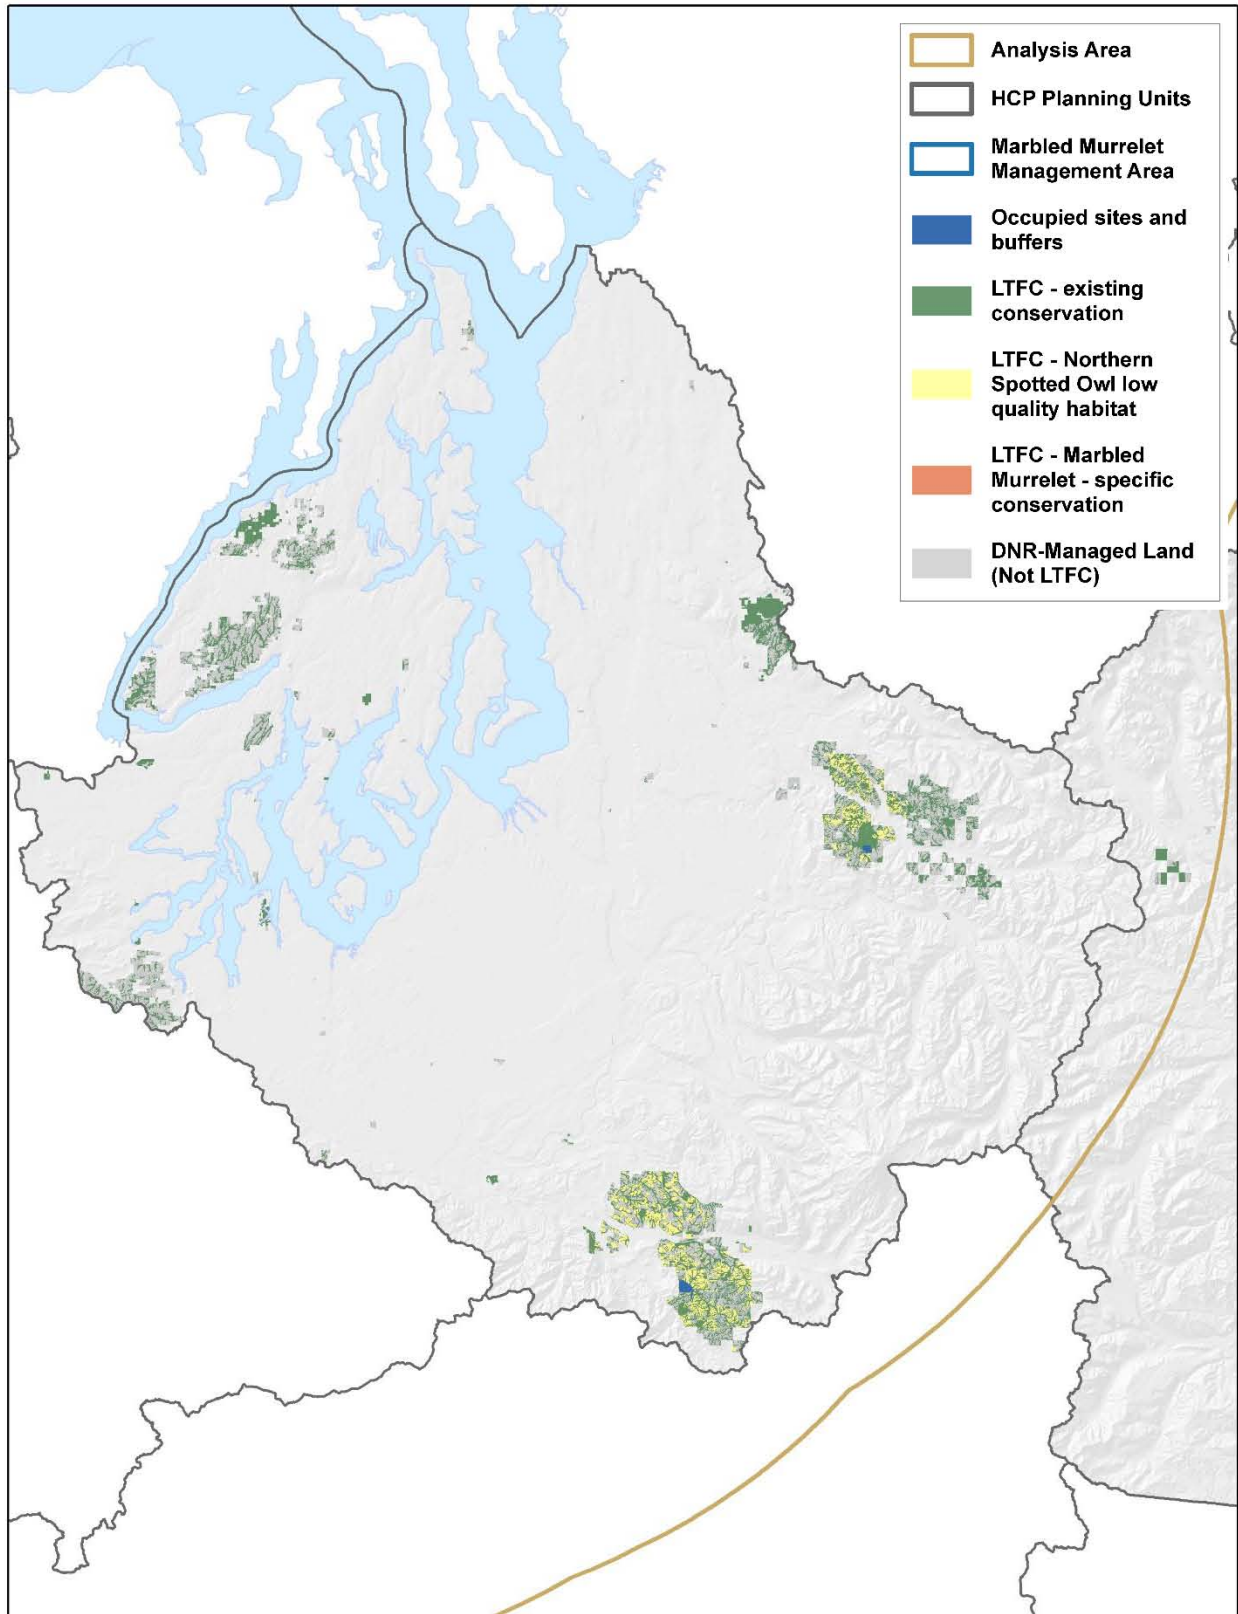 Analysis Area
HCP Planning Units
Marbled Murrelet
Management Area
Occupied sites and
buffers
LTFC - existing
conservation
LTFC - Northern
Spotted Owl low
quality habitat
LTFC - Marbled
Murrelet - specific
conservation
DNR-Managed Land
(Not LTFC)